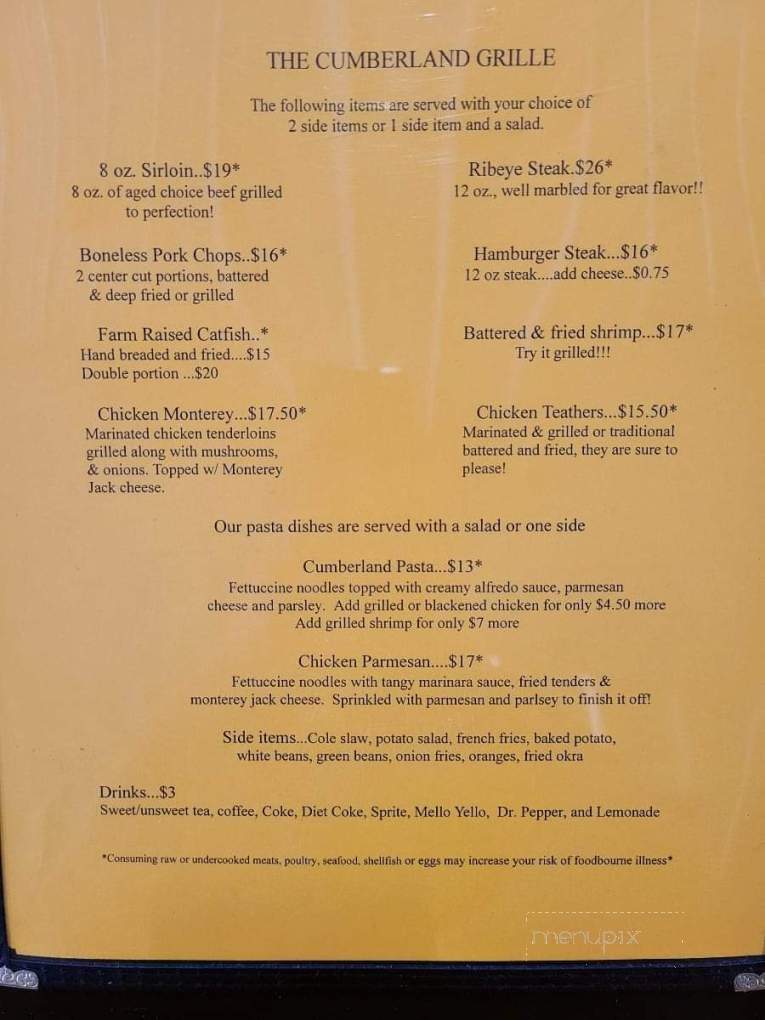 THE CUMBERLAND GRILLE
The following items are served with your choice of
2 side items or 1 side item and a salad.
8 oz. Sirloin..$19*
8 oz. of aged choice beef grilled
to perfection!
Ribeye Steak.$26*
12 oz., well marbled for great flavor!!
Boneless Pork Chops..$16*
2 center cut portions, battered
& deep fried or grilled
Hamburger Steak...$16*
12 oz steak....add cheese..$0.75
Farm Raised Catfish..*
Hand breaded and fried....$15
Double portion ...$20
Battered & fried shrimp...$17*
Try it grilled!!!
Chicken Monterey...$17.50*
Marinated chicken tenderloins
grilled along with mushrooms,
& onions. Topped w/ Monterey
Jack cheese.
Chicken Teathers...$15.50*
Marinated & grilled or traditional
battered and fried, they are sure to
please!
Our pasta dishes are served with a salad or one side
Cumberland Pasta...$13*
Fettuccine noodles topped with creamy alfredo sauce, parmesan
cheese and parsley. Add grilled or blackened chicken for only $4.50 more
Add grilled shrimp for only $7 more
Chicken Parmesan....$17*
Fettuccine noodles with tangy marinara sauce, fried tenders &
monterey jack cheese. Sprinkled with parmesan and parlsey to finish it off!
Side items...Cole slaw, potato salad, french fries, baked potato,
white beans, green beans, onion fries, oranges, fried okra
Drinks...$3
Sweet/unsweet tea, coffee, Coke, Diet Coke, Sprite, Mello Yello, Dr. Pepper, and Lemonade
*Consuming raw or undercooked meats, poultry, seafood, shellfish or eggs may increase your risk of foodbourne illness*
menupix